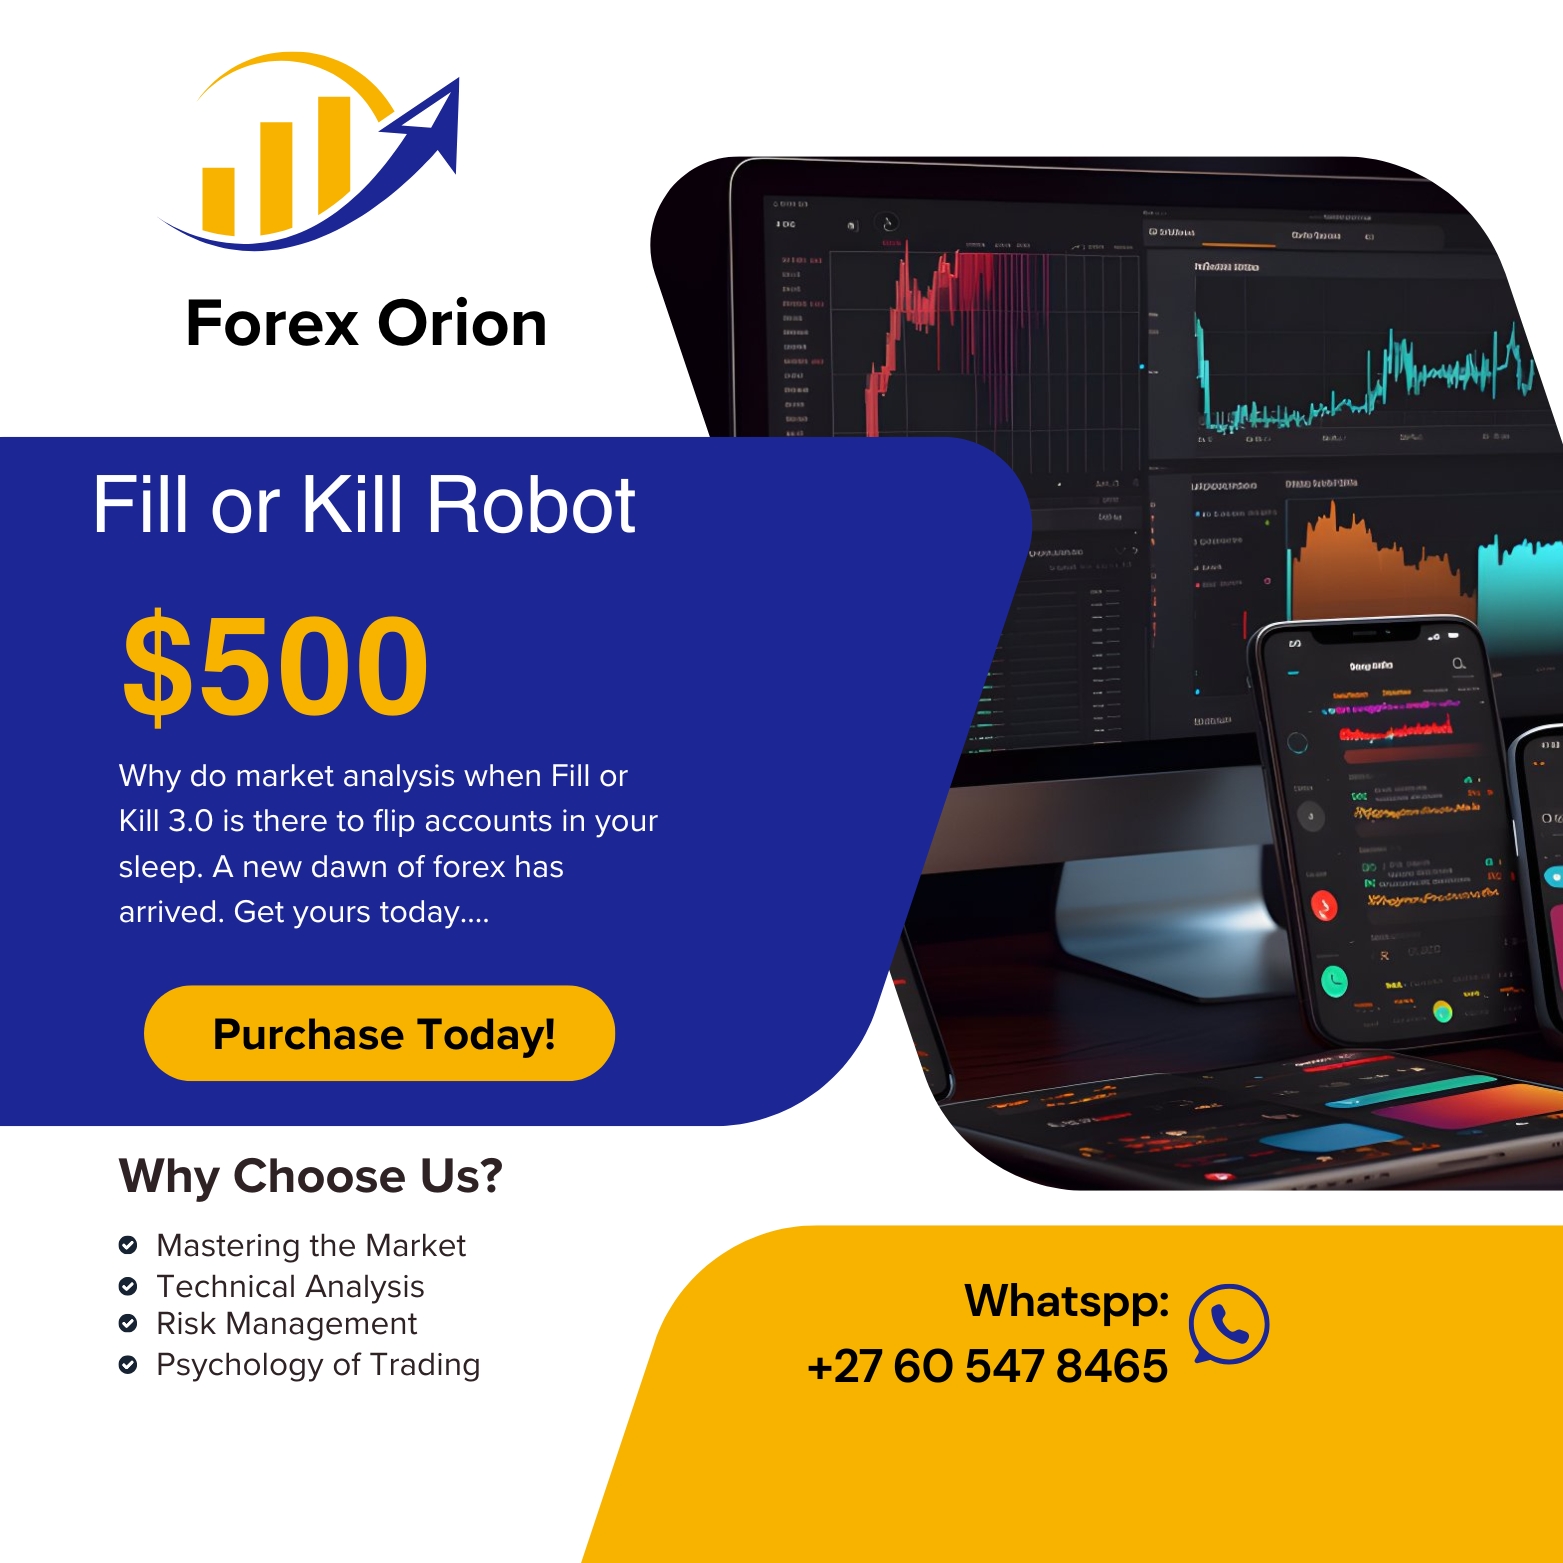 Forex Orion
Fill or Kill Robot
$500
Why do market analysis when Fill or
Kill 3.0 is there to flip accounts in your
sleep. A new dawn of forex has
arrived. Get yours today....
Purchase Today!
Why Choose Us?
Mastering the Market
Technical Analysis
Risk Management
Psychology of Trading
Whatspp:
+27 60 547 8465